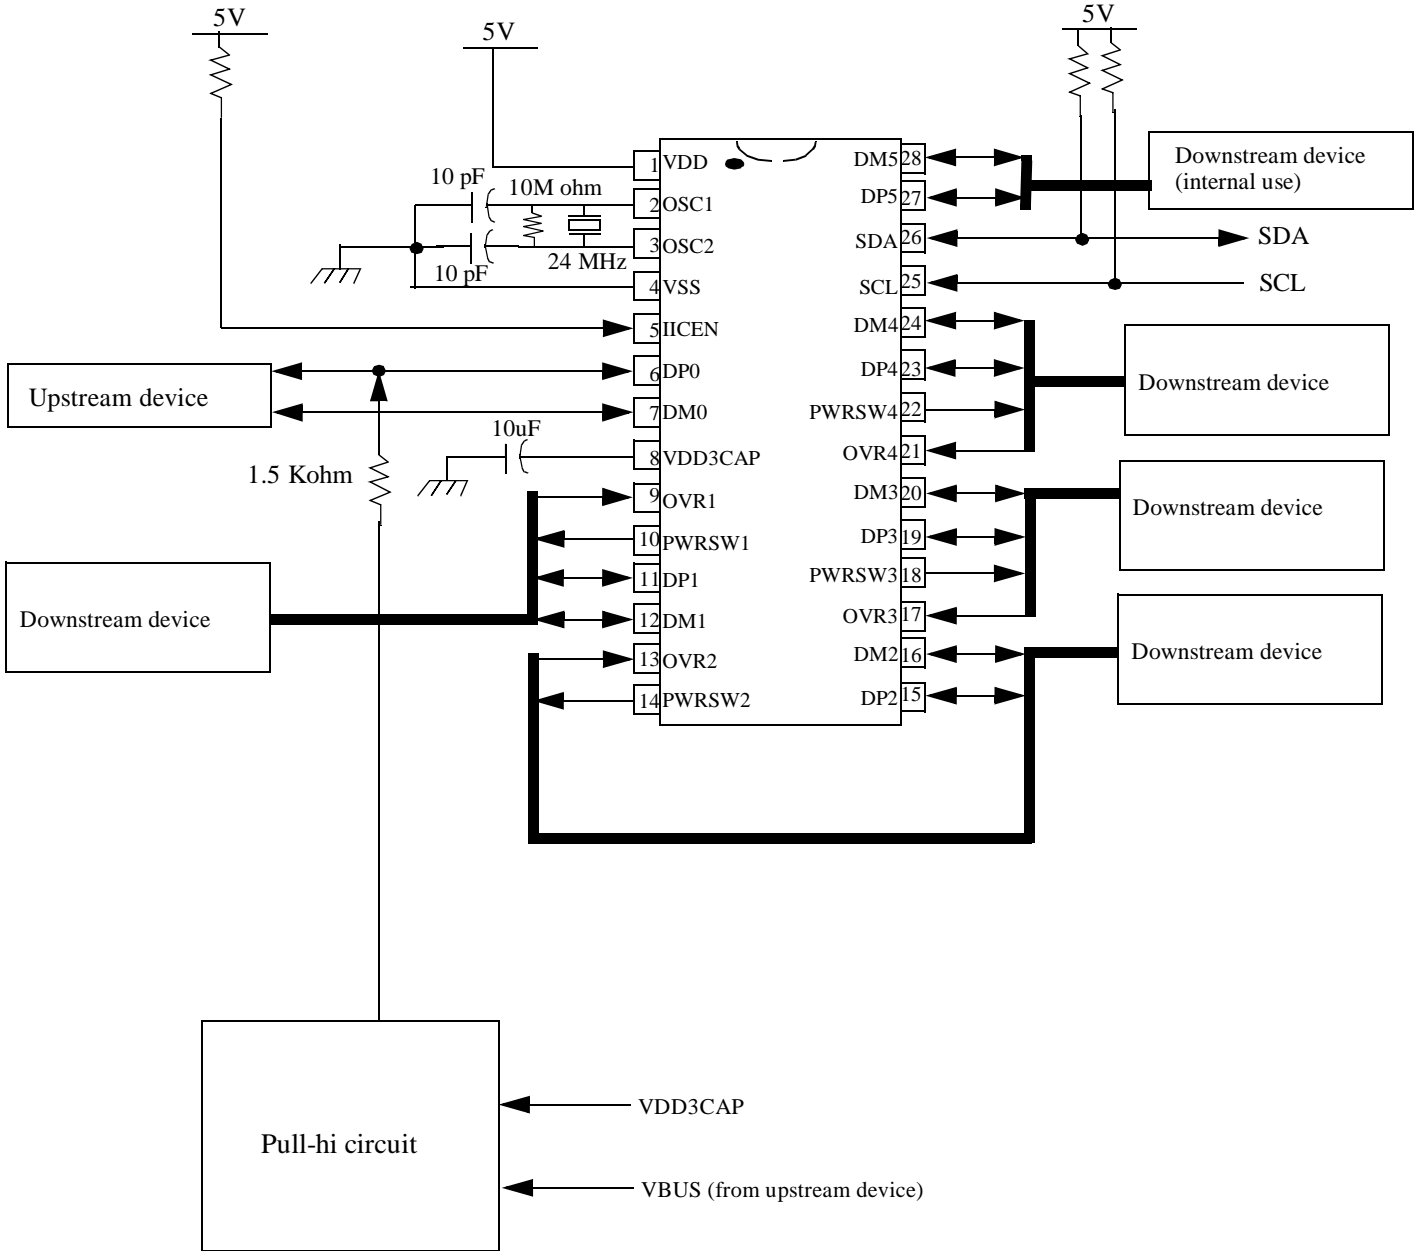 5V
5V
5V
10 pF
10M ohm
24 MHz
10 pF
1 VDD
2 OSC1
3 OSC2
4 VSS
5 IICEN
6 DP0
7 DM0
8 VDD3CAP
9 OVR1
10 PWRSW1
11 DP1
12 DM1
13 OVR2
14 PWRSW2
DM5 28
DP5 27
SDA 26
SCL 25
DM4 24
DP4 23
PWRSW4 22
OVR4 21
DM3 20
DP3 19
PWRSW3 18
OVR3 17
DM2 16
DP2 15
Downstream device
(internal use)
SDA
SCL
Downstream device
Downstream device
Downstream device
Upstream device
10uF
1.5 Kohm
Downstream device
Pull-hi circuit
VDD3CAP
VBUS (from upstream device)